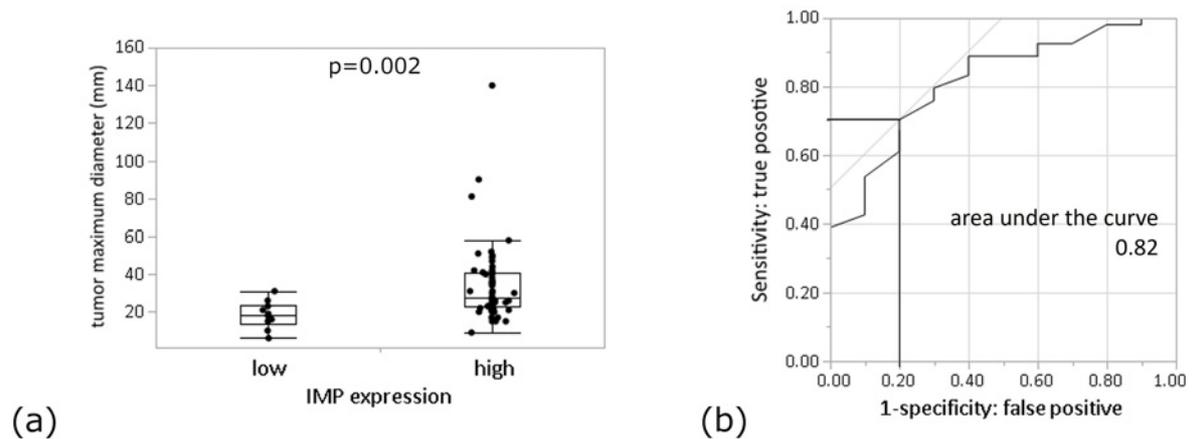 160
p=0.002
140
120
100
80
60
40
20
tumor maximum diameter (mm)
low
high
IMP expression
(a)
1.00
0.80
0.60
0.40
0.20
0.00
Sensitivity: true posotive
area under the curve
0.82
0.00 0.20 0.40 0.60 0.80 1.00
1-specificity: false positive
(b)